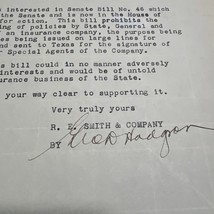 interested in Senate Bill No. 46 which
the Senate and is now in the House of
for action. This bill prohibits the
of policies by State, General and
an insurance company, the purpose being
being issued on large lines for
and sent to Texas for the signature of
Special Agents of the Company.
bill could in no manner adversely
interests and would be of untold
business of the State.
your way clear to supporting it.
Very truly yours
R. E. SMITH & COMPANY
BY